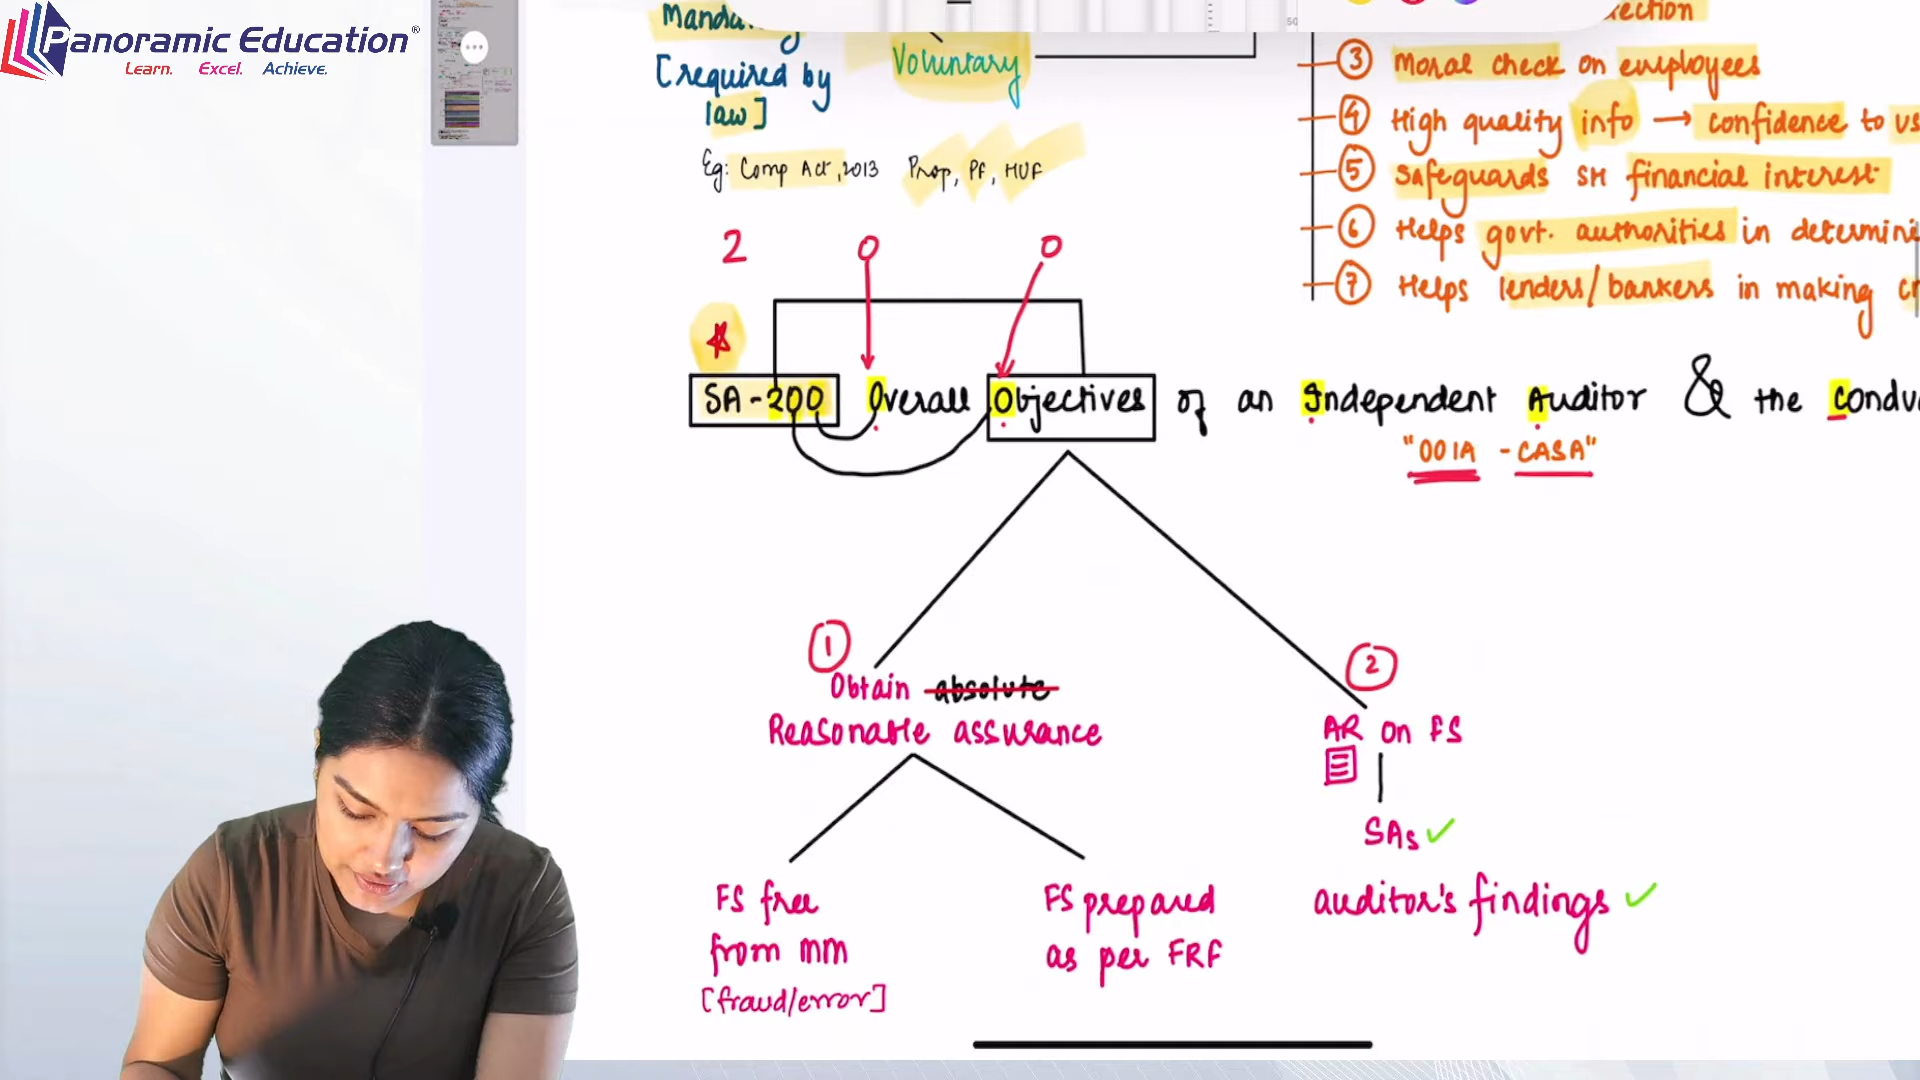 Panoramic Education®
Learn. Excel. Achieve.
Voluntary
[required by
law]
Eg: Comp Act, 2013 Prop, PF, HUF
③ Moral check on employees
④ High quality info → confidence to
⑤ Safeguards SH financial interest
⑥ Helps govt. authorities in
⑦ Helps lenders/bankers in making
2 0 0
SA-200 Overall Objectives of an Independent Auditor & the
"OOIA - CASA"
①
Obtain absolute
Reasonable assurance
FS free
from MM
[fraud/error]
FS prepared
as per FRF
②
AR on FS
SAs ✓
auditor's findings ✓
50